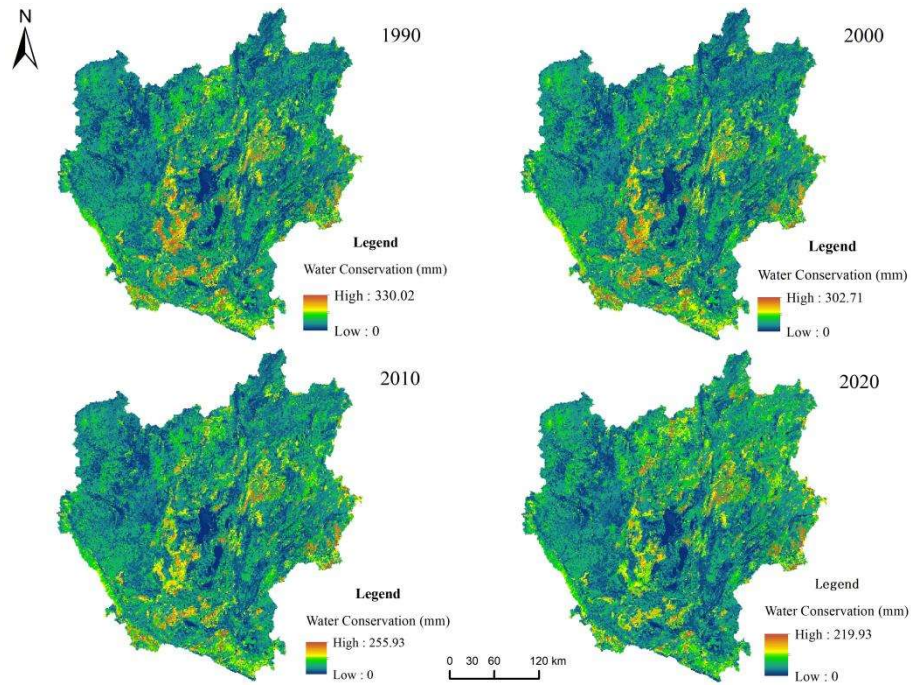 N
1990
Legend
Water Conservation (mm)
High : 330.02
Low : 0
2000
Legend
Water Conservation (mm)
High : 302.71
Low : 0
2010
Legend
Water Conservation (mm)
High : 255.93
Low : 0
2020
Legend
Water Conservation (mm)
High : 219.93
Low : 0
0 30 60 120 km